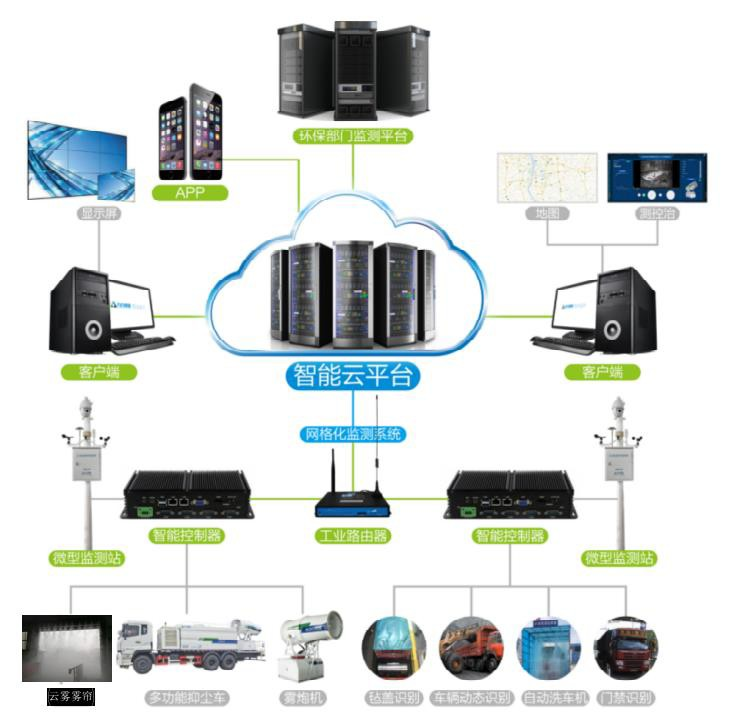 环保部门监测平台
APP
显示屏
地图
测控治
客户端
智能云平台
客户端
网格化监测系统
智能控制器
工业路由器
智能控制器
微型监测站
微型监测站
云雾雾帘
多功能抑尘车
雾炮机
毡盖识别
车辆动态识别
自动洗车机
门禁识别